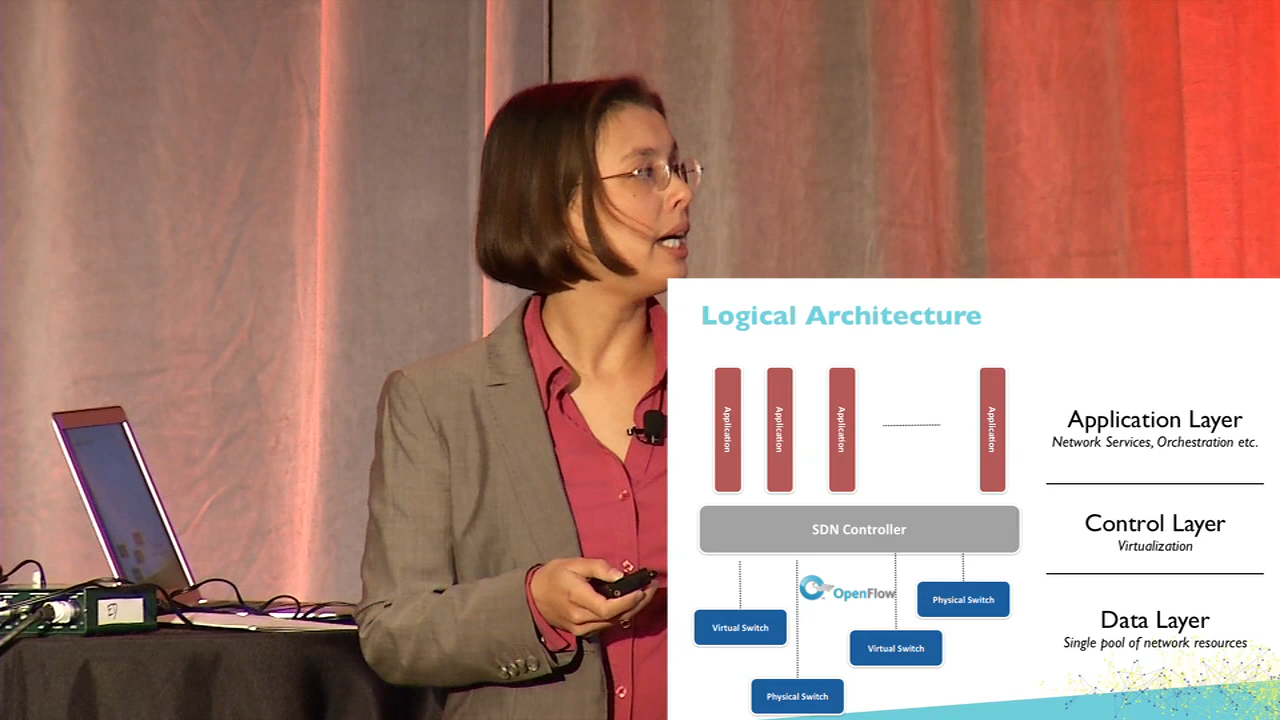 Logical Architecture
Application
Application
Application
Application
Application Layer
Network Services, Orchestration etc.
SDN Controller
Control Layer
Virtualization
OpenFlow
Physical Switch
Virtual Switch
Virtual Switch
Physical Switch
Data Layer
Single pool of network resources